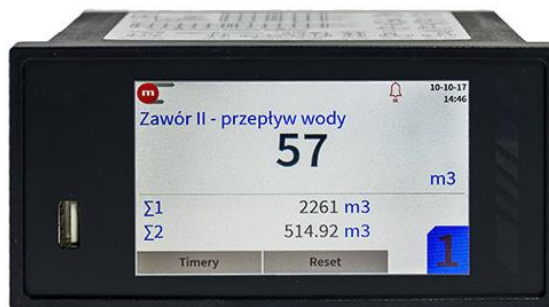 m
10-10-17
14:46
Zawór II - przepływ wody
57
m3
∑1 2261 m3
∑2 514.92 m3
1
Timery Reset